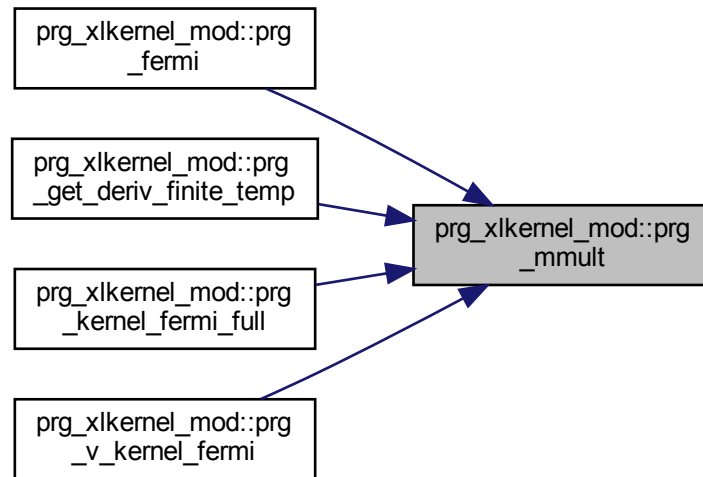 prg_xlkernel_mod::prg
_fermi
prg_xlkernel_mod::prg
_get_deriv_finite_temp
prg_xlkernel_mod::prg
_mmult
prg_xlkernel_mod::prg
_kernel_fermi_full
prg_xlkernel_mod::prg
_v_kernel_fermi